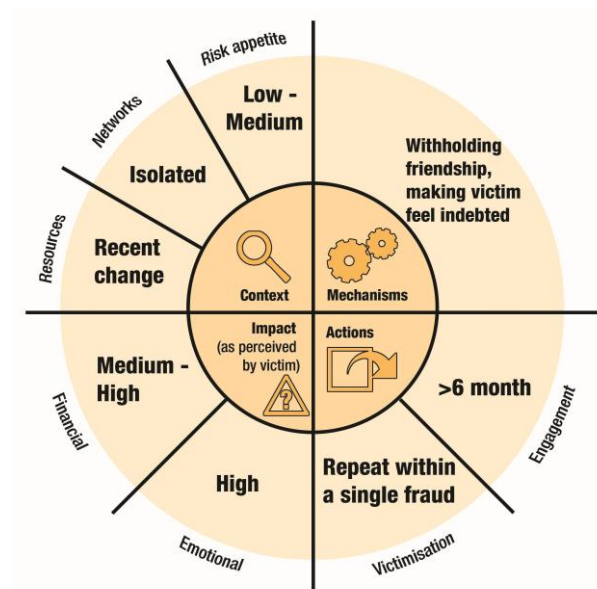 Risk appetite
Low -
Medium
Networks
Isolated
Resources
Recent
change
Context
Withholding
friendship,
making victim
feel indebted
Mechanisms
Impact
(as perceived
by victim)
?
Medium -
High
Financial
High
Emotional
Actions
>6 month
Engagement
Repeat within
a single fraud
Victimisation